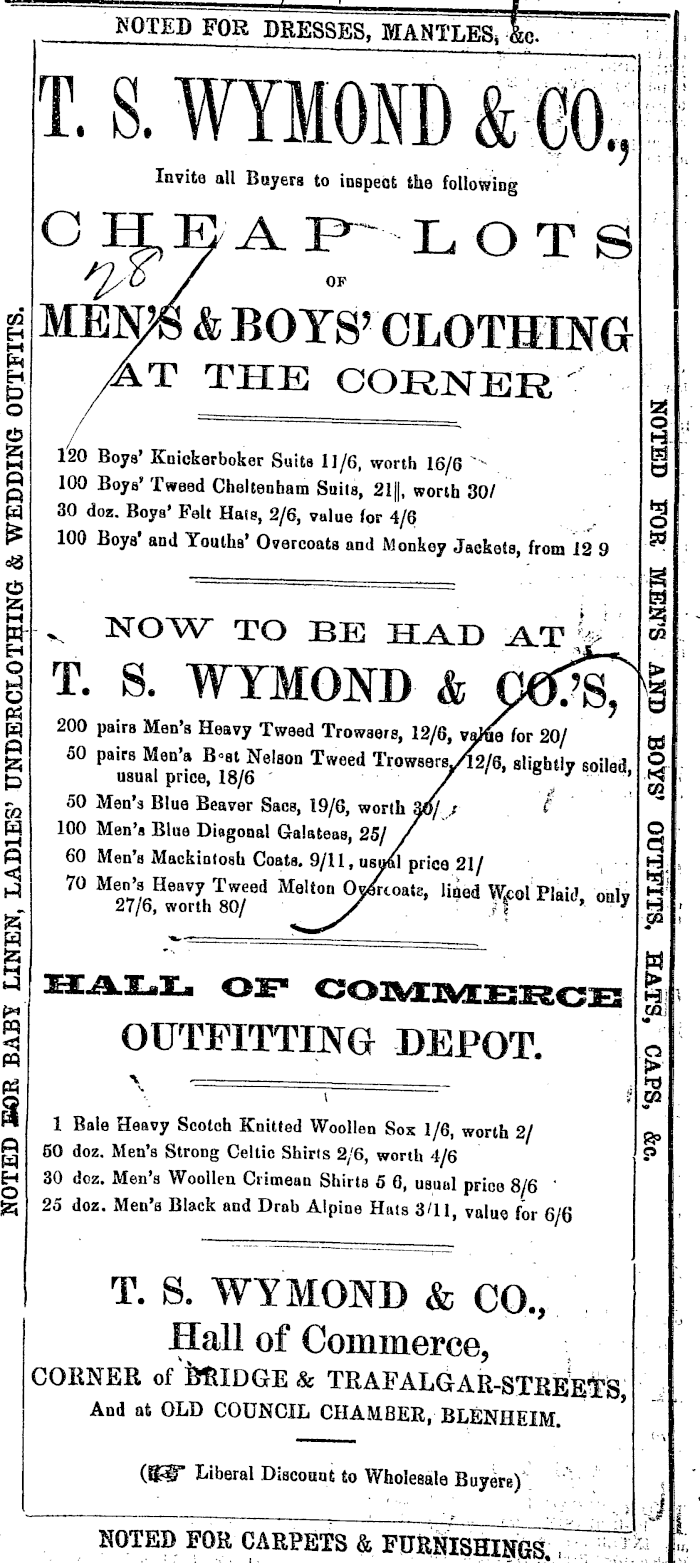 NOTED FOR DRESSES, MANTLES, &c.
T. S. WYMOND & CO.,
Invite all Buyers to inspect the following
CHEAP LOTS
28
OF
MEN'S & BOYS' CLOTHING
AT THE CORNER
120 Boys' Knickerboker Suits 11/6, worth 16/6
100 Boys' Tweed Cheltenham Suits, 21||, worth 30/
30 doz. Boys' Felt Hats, 2/6, value for 4/6
100 Boys' and Youths' Overcoats and Monkey Jackets, from 12 9
NOW TO BE HAD AT
T. S. WYMOND & CO.'S,
200 pairs Men's Heavy Tweed Trowsers, 12/6, value for 20/
50 pairs Men'a Best Nelson Tweed Trowsers, 12/6, slightly soiled,
usual price, 18/6
50 Men's Blue Beaver Sacs, 19/6, worth 30/
100 Men's Blue Diagonal Galateas, 25/
60 Men's Mackintosh Coats. 9/11, usual price 21/
70 Men's Heavy Tweed Melton Overcoats, lined Wool Plaid, only
27/6, worth 80/
HALL OF COMMERCE
OUTFITTING DEPOT.
1 Bale Heavy Scotch Knitted Woollen Sox 1/6, worth 2/
50 doz. Men's Strong Celtic Shirts 2/6, worth 4/6
30 doz. Men's Woollen Crimean Shirts 5 6, usual price 8/6
25 doz. Men's Black and Drab Alpine Hats 3/11, value for 6/6
T. S. WYMOND & CO.,
Hall of Commerce,
CORNER of BRIDGE & TRAFALGAR-STREETS,
And at OLD COUNCIL CHAMBER, BLENHEIM.
(☞ Liberal Discount to Wholesale Buyers)
NOTED FOR CARPETS & FURNISHINGS.
NOTED FOR BABY LINEN, LADIES' UNDERCLOTHING & WEDDING OUTFITS.
NOTED FOR MEN'S AND BOYS' OUTFITS, HATS, CAPS, &c.